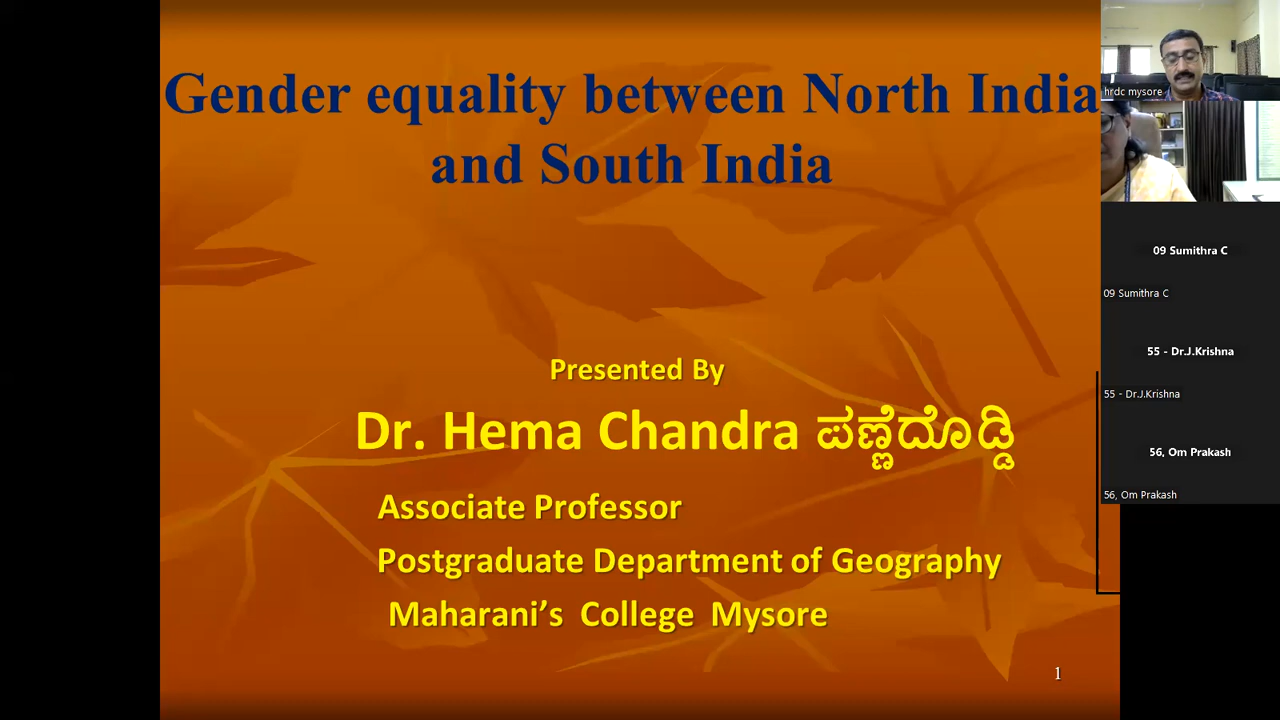 Gender equality between North India
and South India
Presented By
Dr. Hema Chandra ಪಣ್ಣೆದೊಡ್ಡಿ
Associate Professor
Postgraduate Department of Geography
Maharani’s College Mysore
1
hrdc mysore
09 Sumithra C
09 Sumithra C
55 - Dr.J.Krishna
55 - Dr.J.Krishna
56, Om Prakash
56, Om Prakash